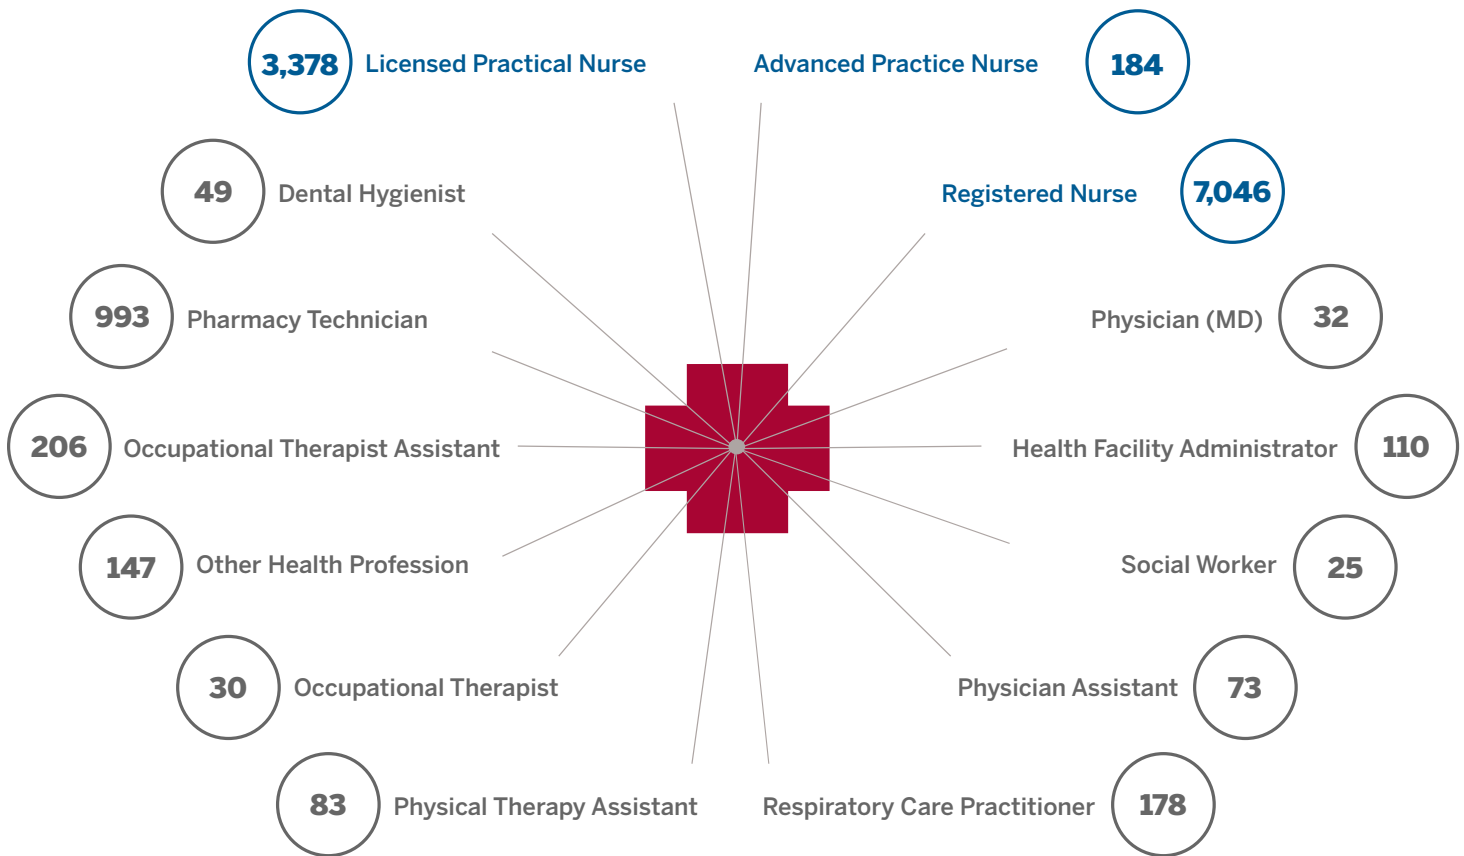 3,378 Licensed Practical Nurse
Advanced Practice Nurse 184
49 Dental Hygienist
Registered Nurse 7,046
993 Pharmacy Technician
Physician (MD) 32
206 Occupational Therapist Assistant
Health Facility Administrator 110
147 Other Health Profession
Social Worker 25
30 Occupational Therapist
Physician Assistant 73
83 Physical Therapy Assistant
Respiratory Care Practitioner 178